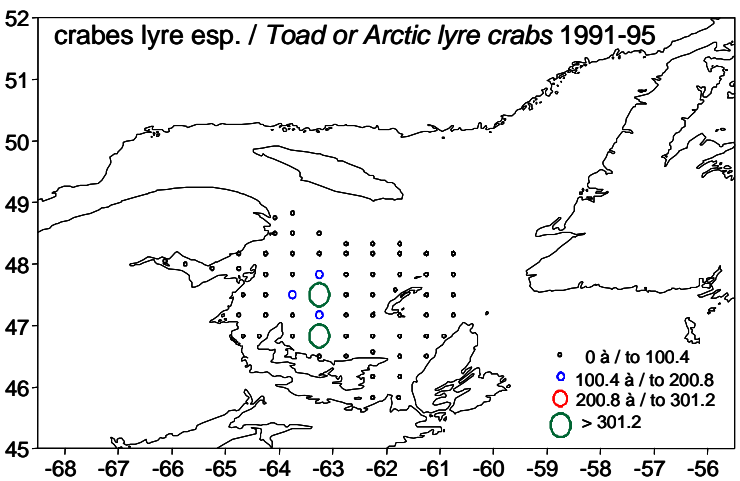 crabes lyre esp. / Toad or Arctic lyre crabs 1991-95
52
51
50
49
48
47
46
45
0 à / to 100.4
100.4 à / to 200.8
200.8 à / to 301.2
> 301.2
-68 -67 -66 -65 -64 -63 -62 -61 -60 -59 -58 -57 -56